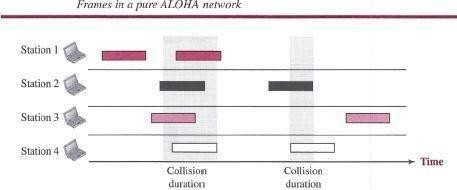 Frames in a pure ALOHA network
Station 1
Station 2
Station 3
Station 4
Time
Collision
duration
Collision
duration